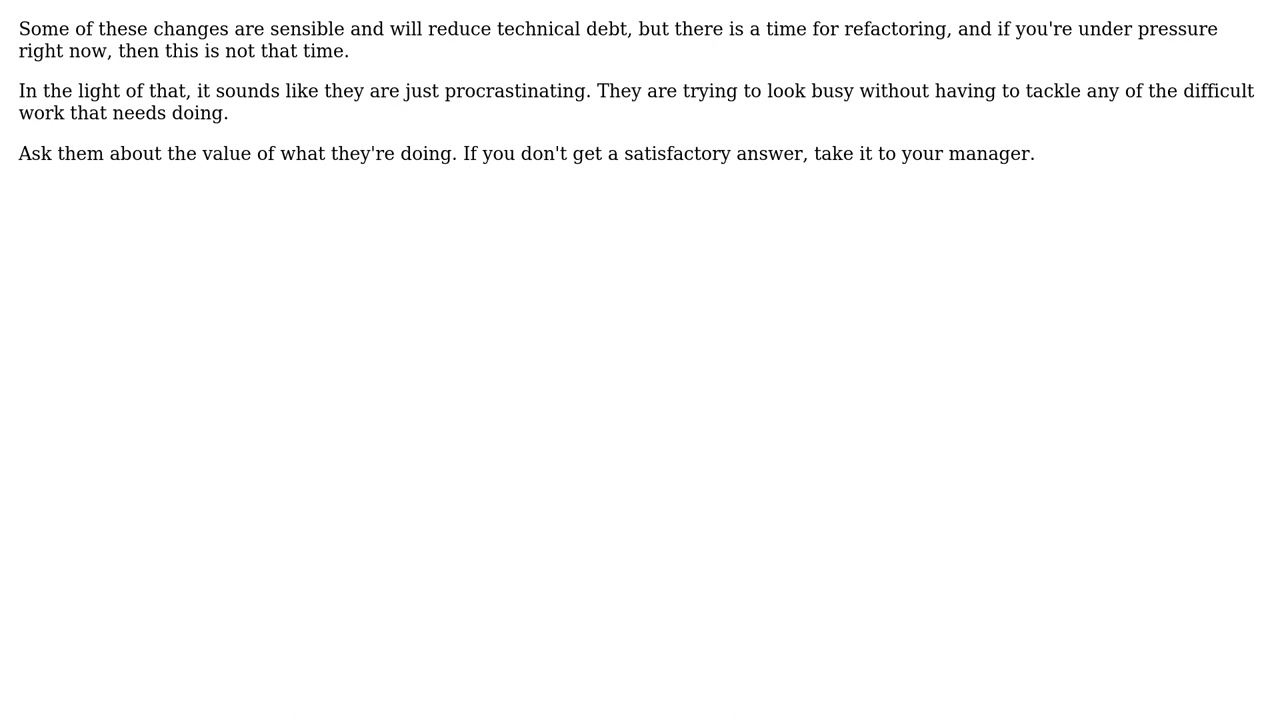 Some of these changes are sensible and will reduce technical debt, but there is a time for refactoring, and if you're under pressure
right now, then this is not that time.
In the light of that, it sounds like they are just procrastinating. They are trying to look busy without having to tackle any of the difficult
work that needs doing.
Ask them about the value of what they're doing. If you don't get a satisfactory answer, take it to your manager.